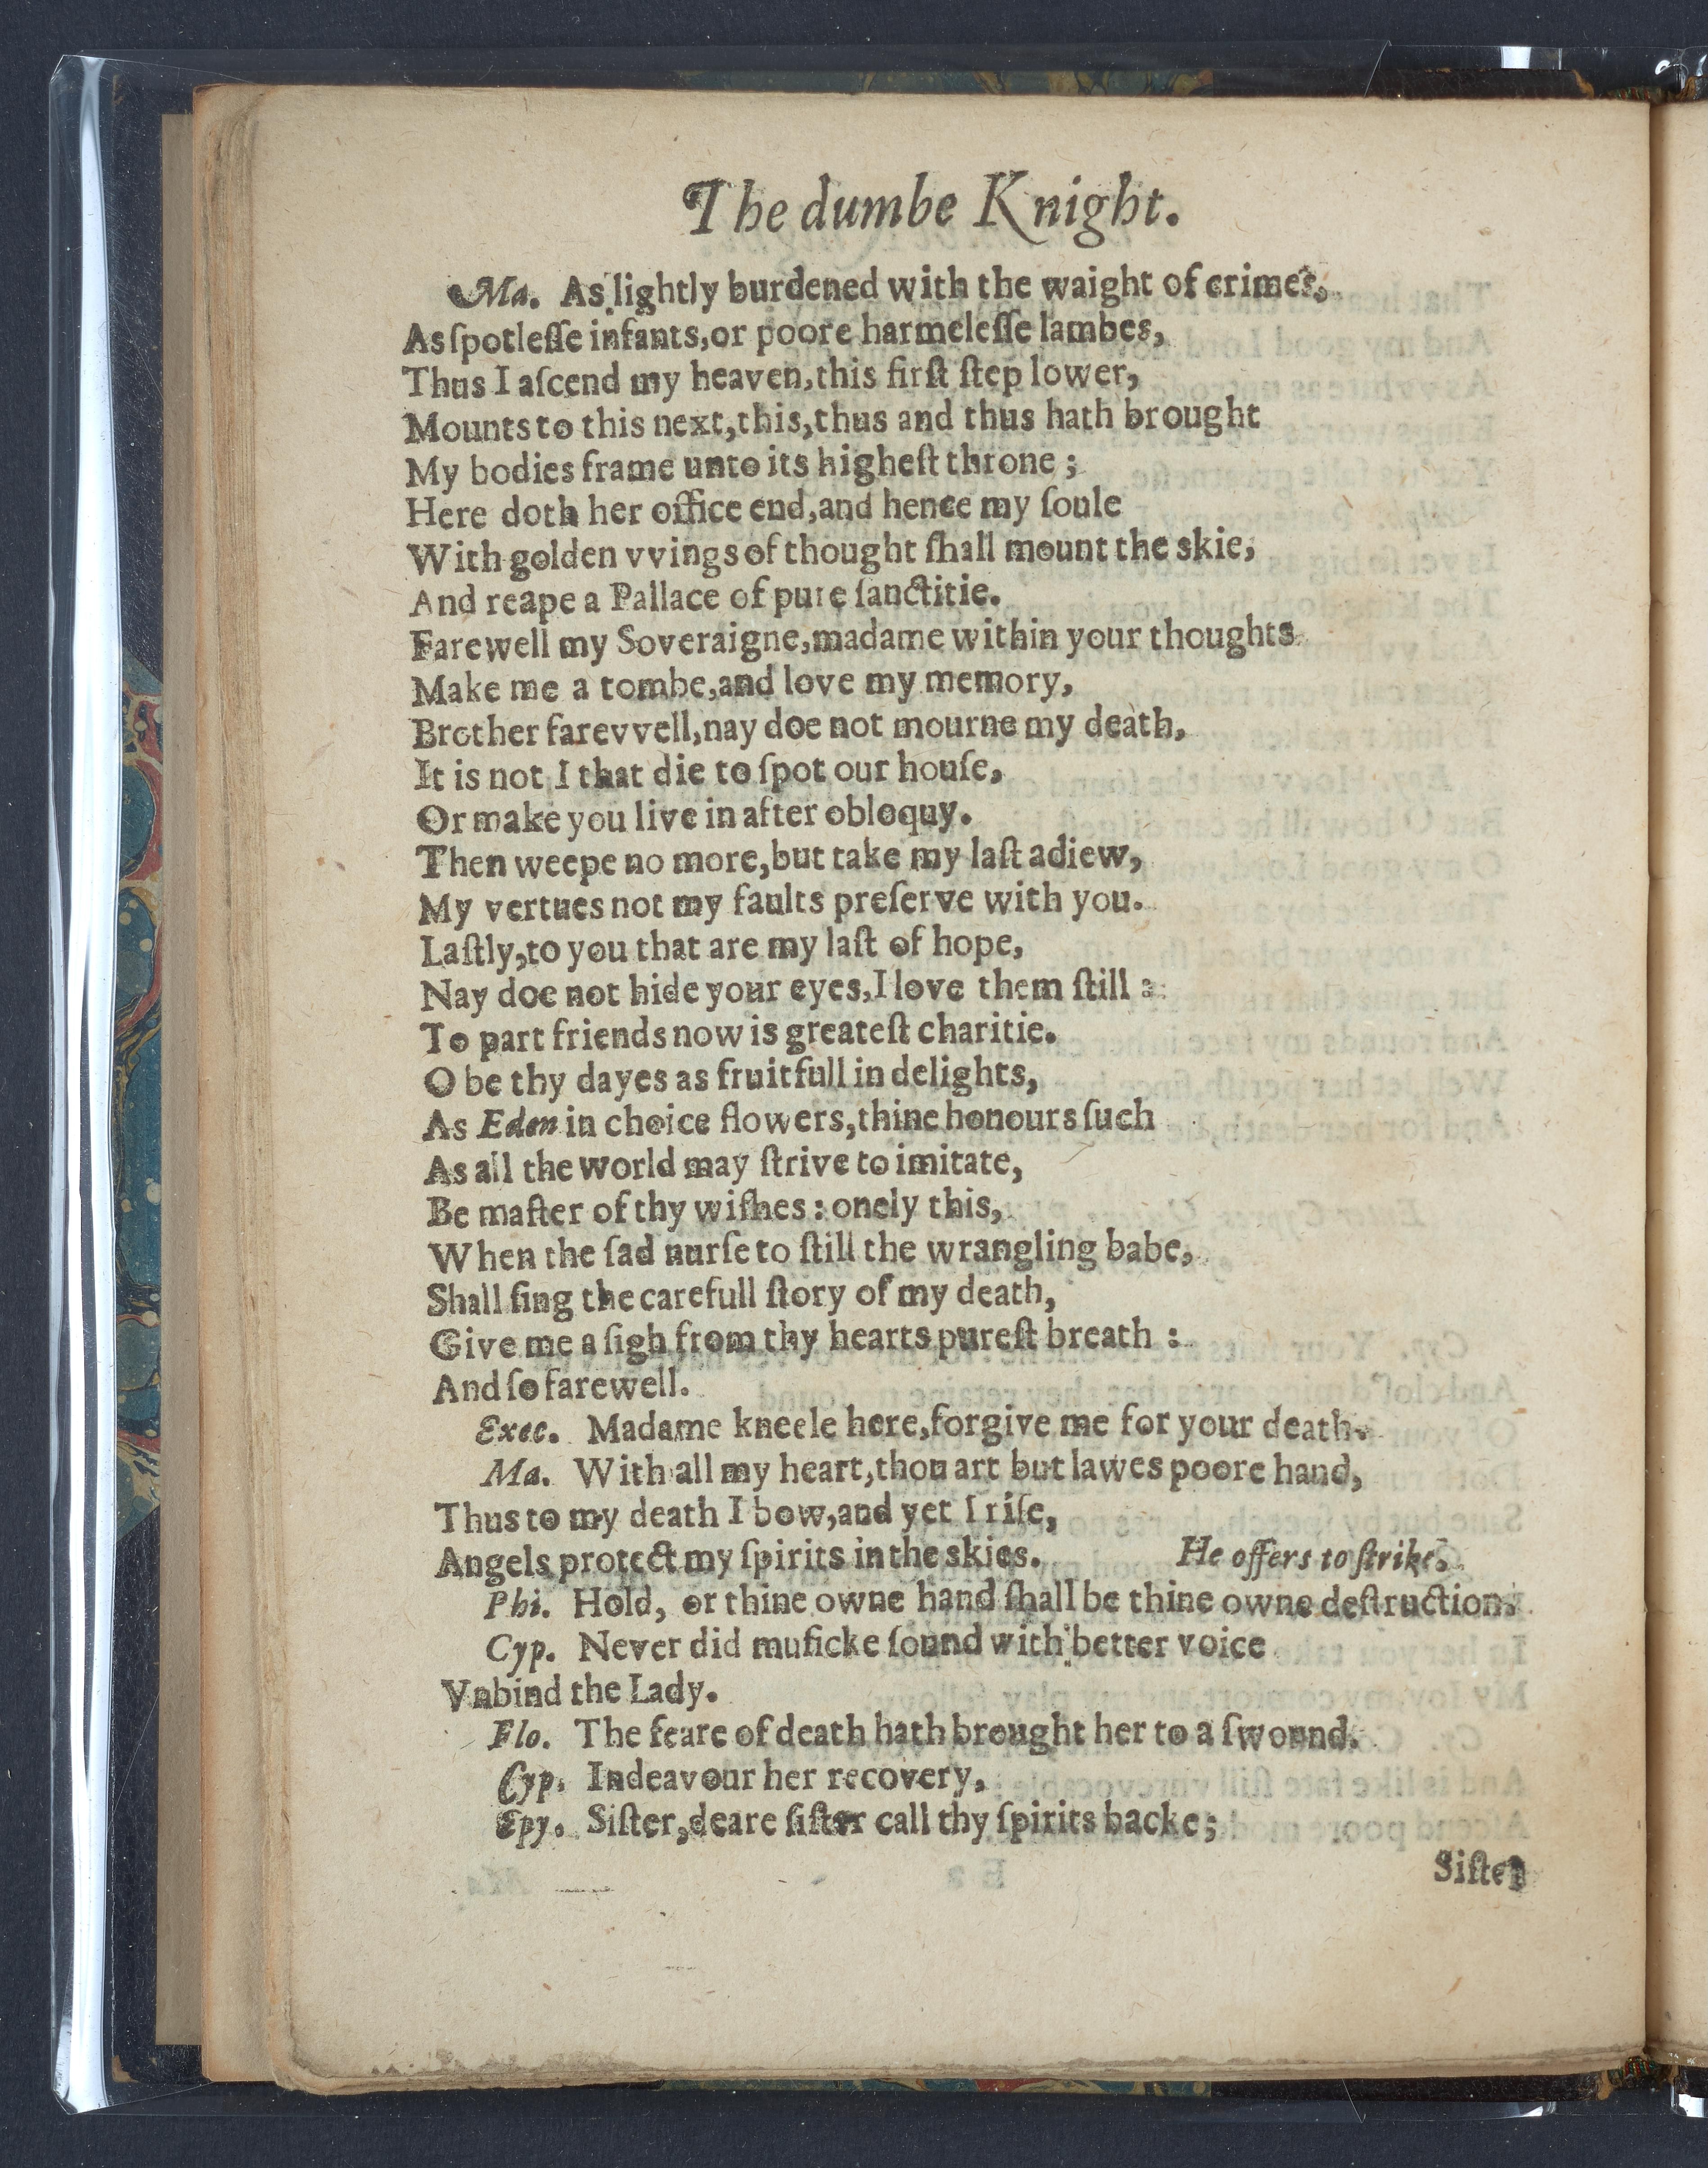 The dumbe Knight.
Ma. As lightly burdened with the waight of crimes,
As ſpotleſſe infants, or poore harmeleſſe lambes,
Thus I aſcend my heaven, this firſt ſtep lower,
Mounts to this next, this, thus and thus hath brought
My bodies frame unto its higheſt throne ;
Here doth her office end, and hence my ſoule
With golden vvings of thought ſhall mount the skie,
And reape a Pallace of pure ſanctitie.
Farewell my Soveraigne, madame within your thoughts
Make me a tombe, and love my memory,
Brother farevvell, nay doe not mourne my death,
It is not I that die to ſpot our houſe,
Or make you live in after obloquy.
Then weepe no more, but take my laſt adiew,
My vertues not my faults preſerve with you.
Laſtly, to you that are my laſt of hope,
Nay doe not hide your eyes, I love them ſtill :
To part friends now is greateſt charitie.
O be thy dayes as fruitfull in delights,
As Eden in choice flowers, thine honours ſuch
As all the world may ſtrive to imitate,
Be maſter of thy wiſhes : onely this,
When the ſad nurſe to ſtill the wrangling babe,
Shall ſing the carefull ſtory of my death,
Give me a ſigh from thy hearts pureſt breath :
And ſo farewell.
Exec. Madame kneele here, forgive me for your death.
Ma. With all my heart, thou art but lawes poore hand,
Thus to my death I bow, and yet I riſe,
Angels protect my ſpirits in the skies. He offers to ſtrike.
Phi. Hold, or thine owne hand ſhall be thine owne deſtruction.
Cyp. Never did muſicke ſound with better voice
Vnbind the Lady.
Flo. The feare of death hath brought her to a ſwound.
Cyp. Indeavour her recovery,
Epy. Siſter, deare ſiſter call thy ſpirits backe ;
Siſter